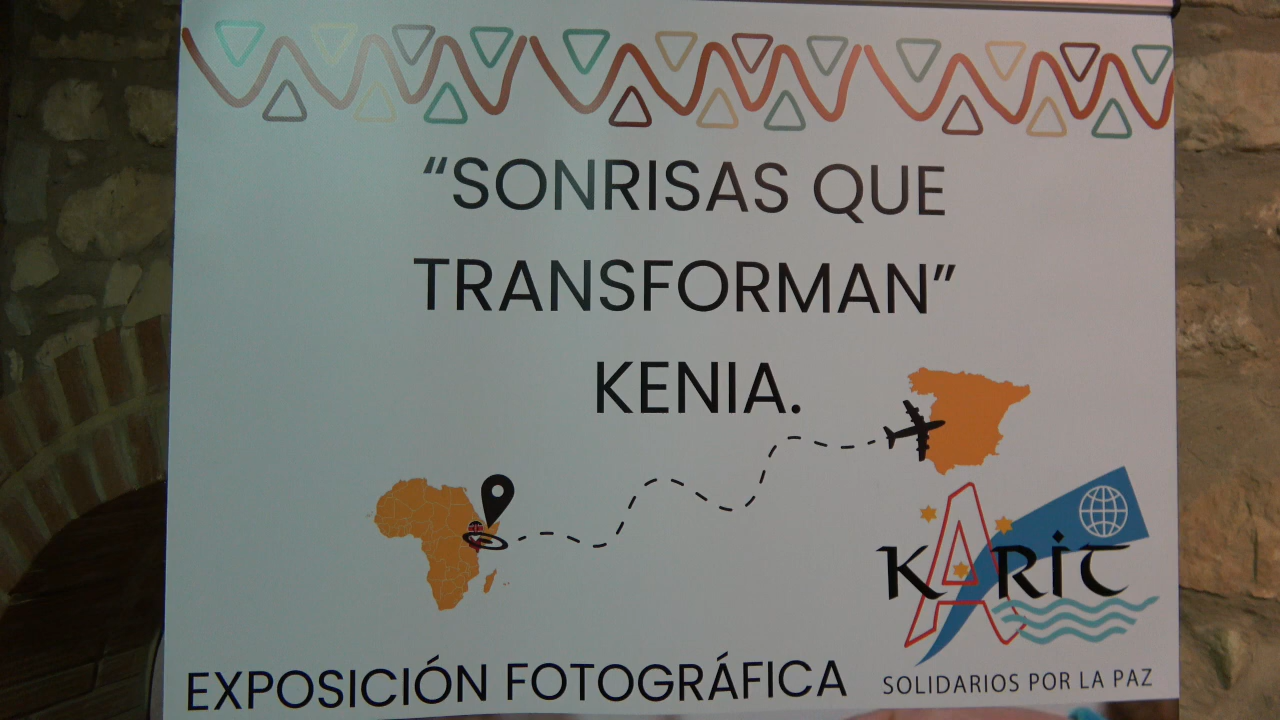 “SONRISAS QUE
TRANSFORMAN”
KENIA.
KARIT
EXPOSICIÓN FOTOGRÁFICA
SOLIDARIOS POR LA PAZ